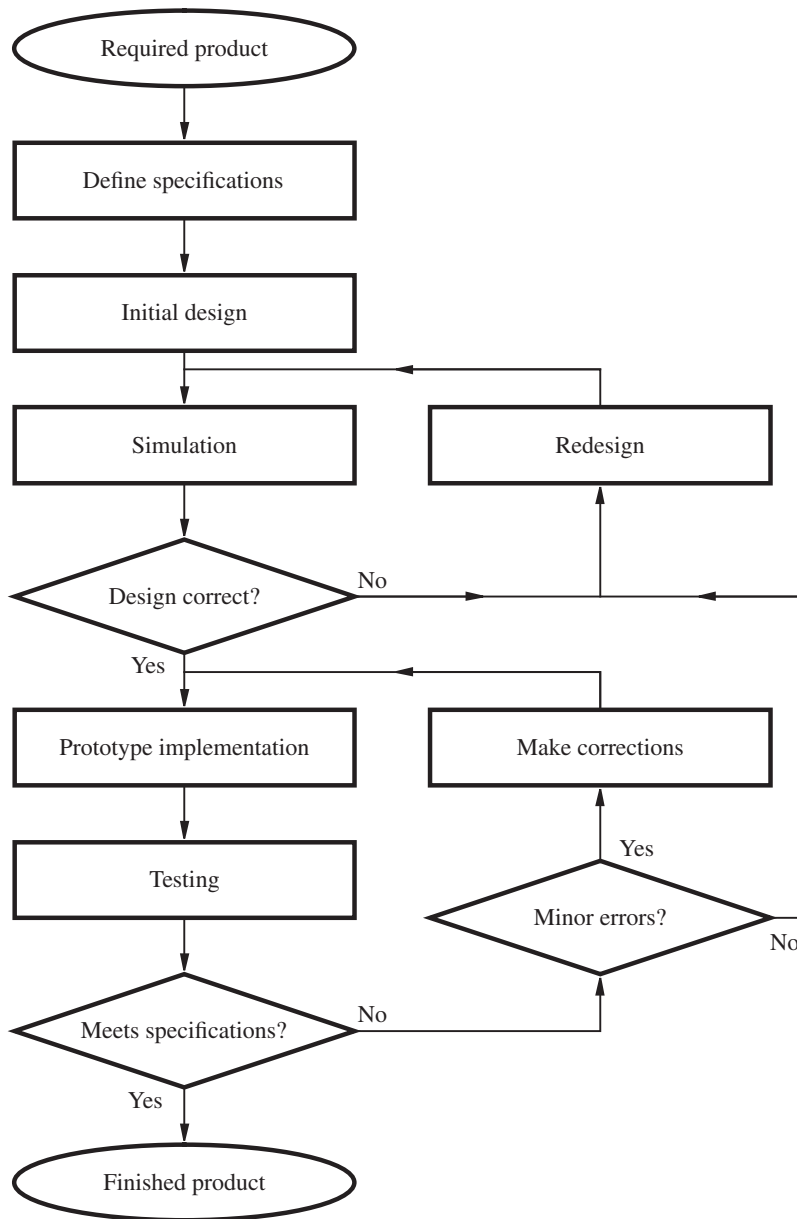 Required product
Define specifications
Initial design
Simulation
Redesign
Design correct?
No
Yes
Prototype implementation
Make corrections
Yes
Testing
Minor errors?
No
Meets specifications?
No
Yes
Finished product